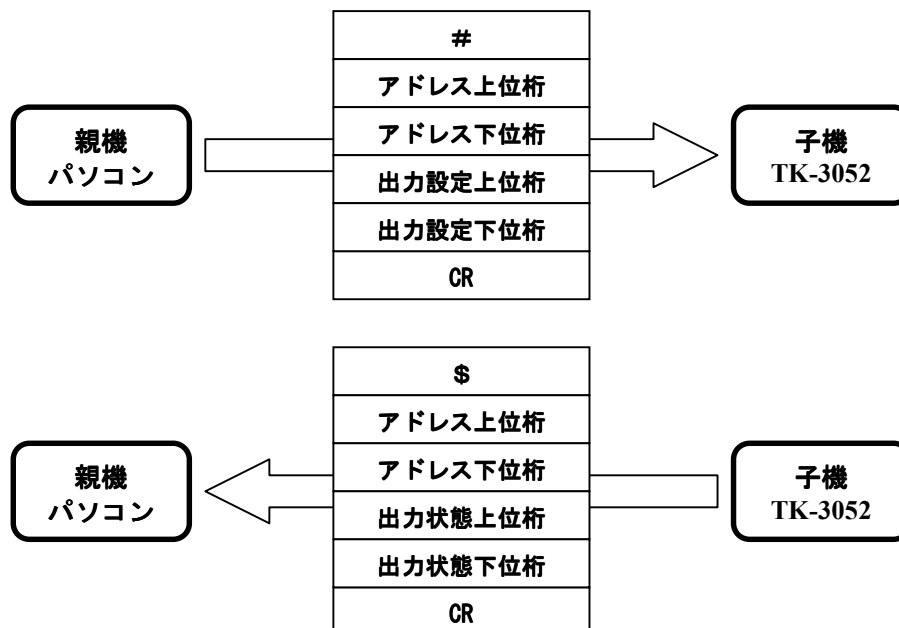 #
アドレス上位桁
アドレス下位桁
出力設定上位桁
出力設定下位桁
CR
親機
パソコン
子機
TK-3052
$
アドレス上位桁
アドレス下位桁
出力状態上位桁
出力状態下位桁
CR
親機
パソコン
子機
TK-3052